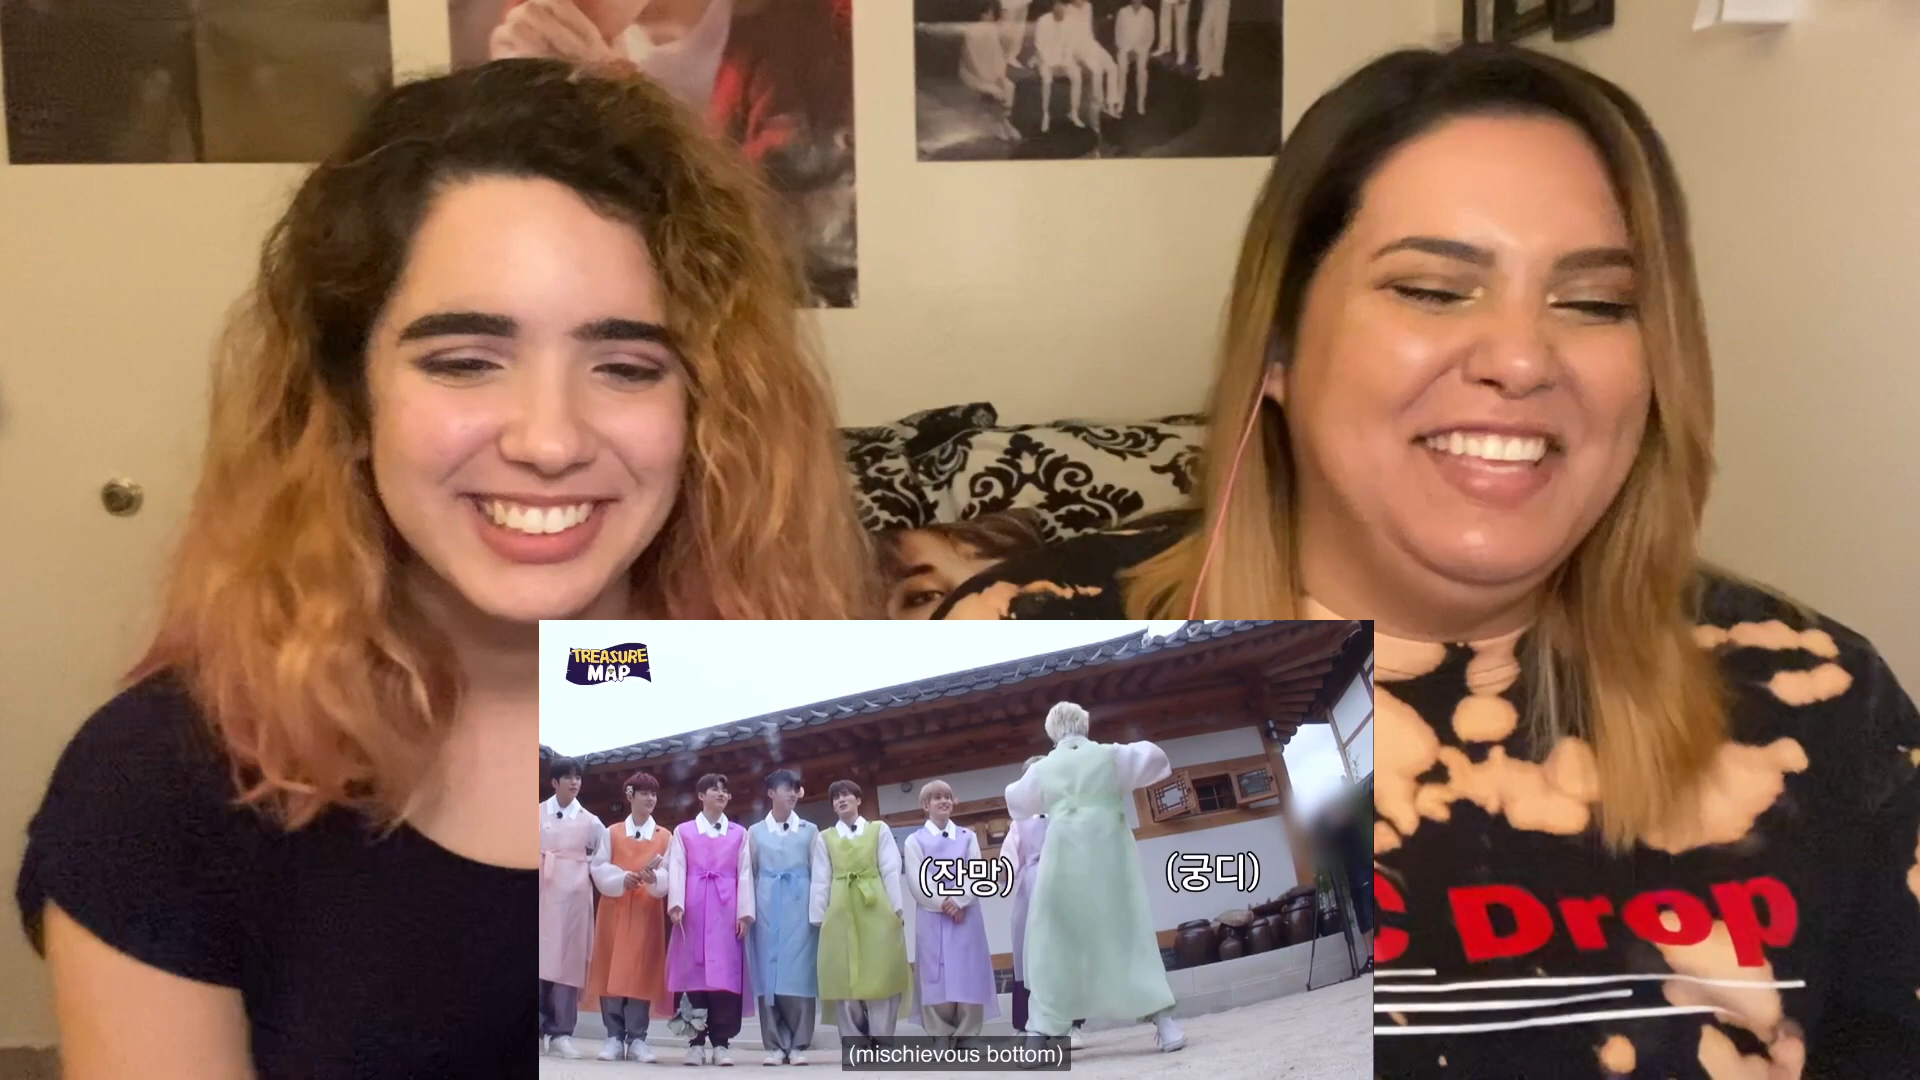 TREASURE
MAP
(잔망)
(궁디)
C Drop
(mischievous bottom)